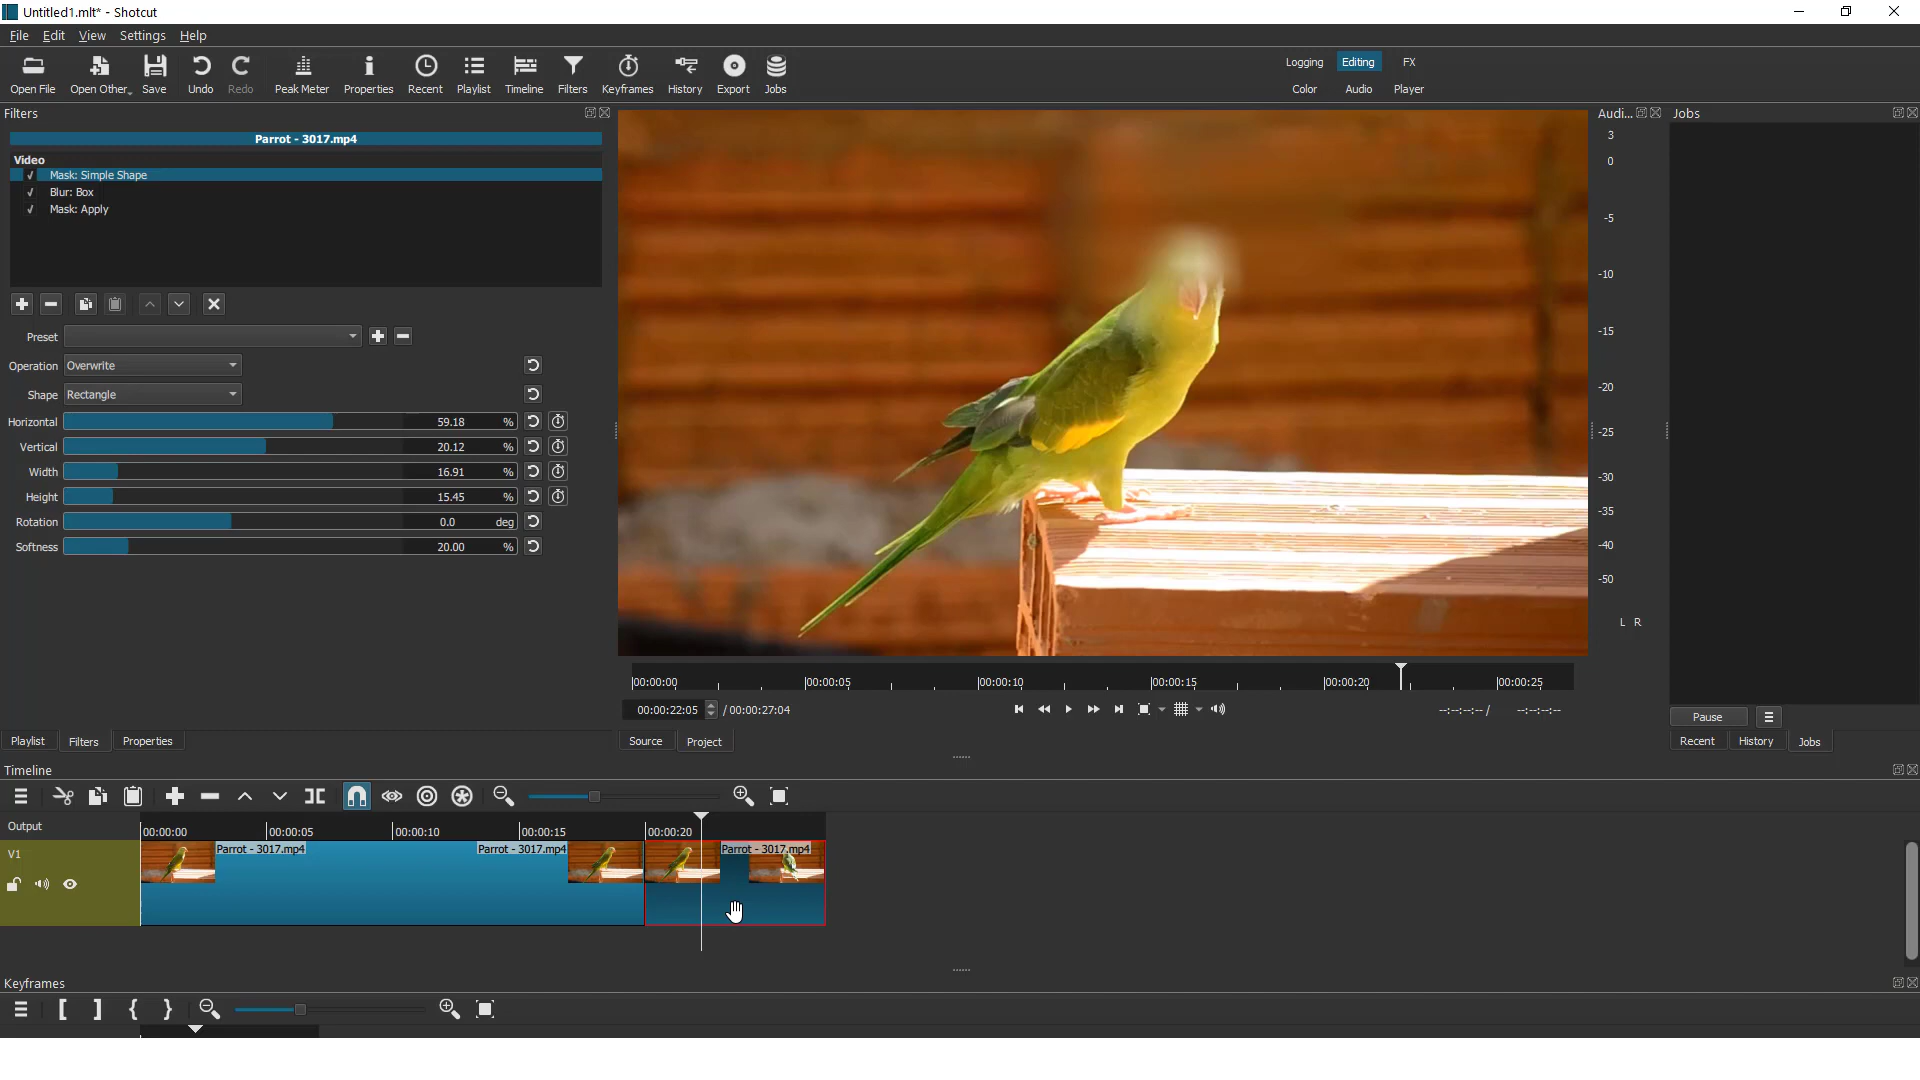 Untitled1.mlt* - Shotcut
File Edit View Settings Help
Open File Open Other Save Undo Redo Peak Meter Properties Recent Playlist Timeline Filters Keyframes History Export Jobs
Logging Editing FX
Color Audio Player
Filters
Parrot - 3017.mp4
Video
Mask: Simple Shape
Blur: Box
Mask: Apply
Preset
Operation Overwrite
Shape Rectangle
Horizontal 59.18 %
Vertical 20.12 %
Width 16.91 %
Height 15.45 %
Rotation 0.0 deg
Softness 20.00 %
Playlist Filters Properties
|00:00:00 |00:00:05 |00:00:10 |00:00:15 |00:00:20 |00:00:25
00:00:22:05 / 00:00:27:04
--:--:--:-- / --:--:--:--
Source Project
Audi...
3
0
-5
-10
-15
-20
-25
-30
-35
-40
-50
L R
Jobs
Pause
Recent History Jobs
Timeline
Output
|00:00:00 |00:00:05 |00:00:10 |00:00:15 |00:00:20
V1
Parrot - 3017.mp4 Parrot - 3017.mp4 Parrot - 3017.mp4
Keyframes